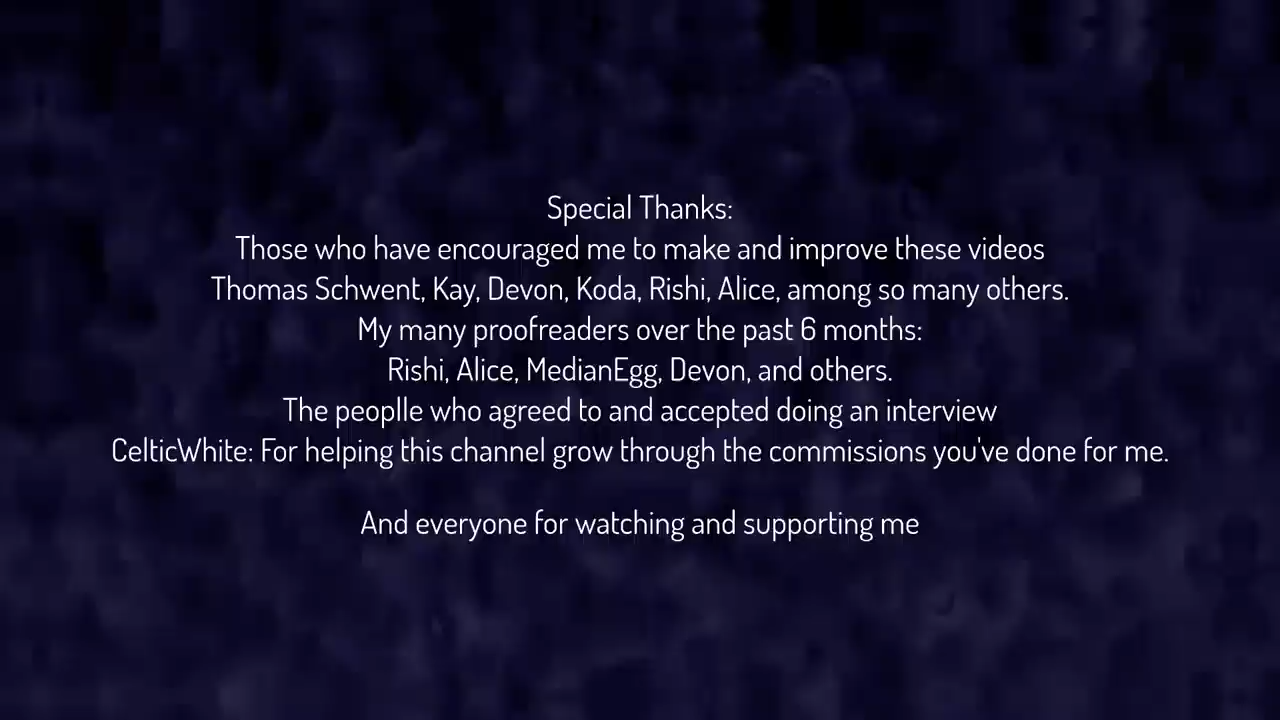 Special Thanks:
Those who have encouraged me to make and improve these videos
Thomas Schwent, Kay, Devon, Koda, Rishi, Alice, among so many others.
My many proofreaders over the past 6 months:
Rishi, Alice, MedianEgg, Devon, and others.
The peoplle who agreed to and accepted doing an interview
CelticWhite: For helping this channel grow through the commissions you've done for me.
And everyone for watching and supporting me